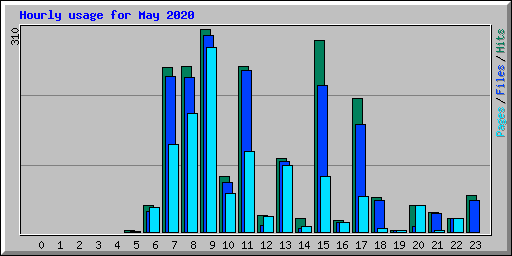 Hourly usage for May 2020
310
Pages/Files/Hits
0 1 2 3 4 5 6 7 8 9 10 11 12 13 14 15 16 17 18 19 20 21 22 23